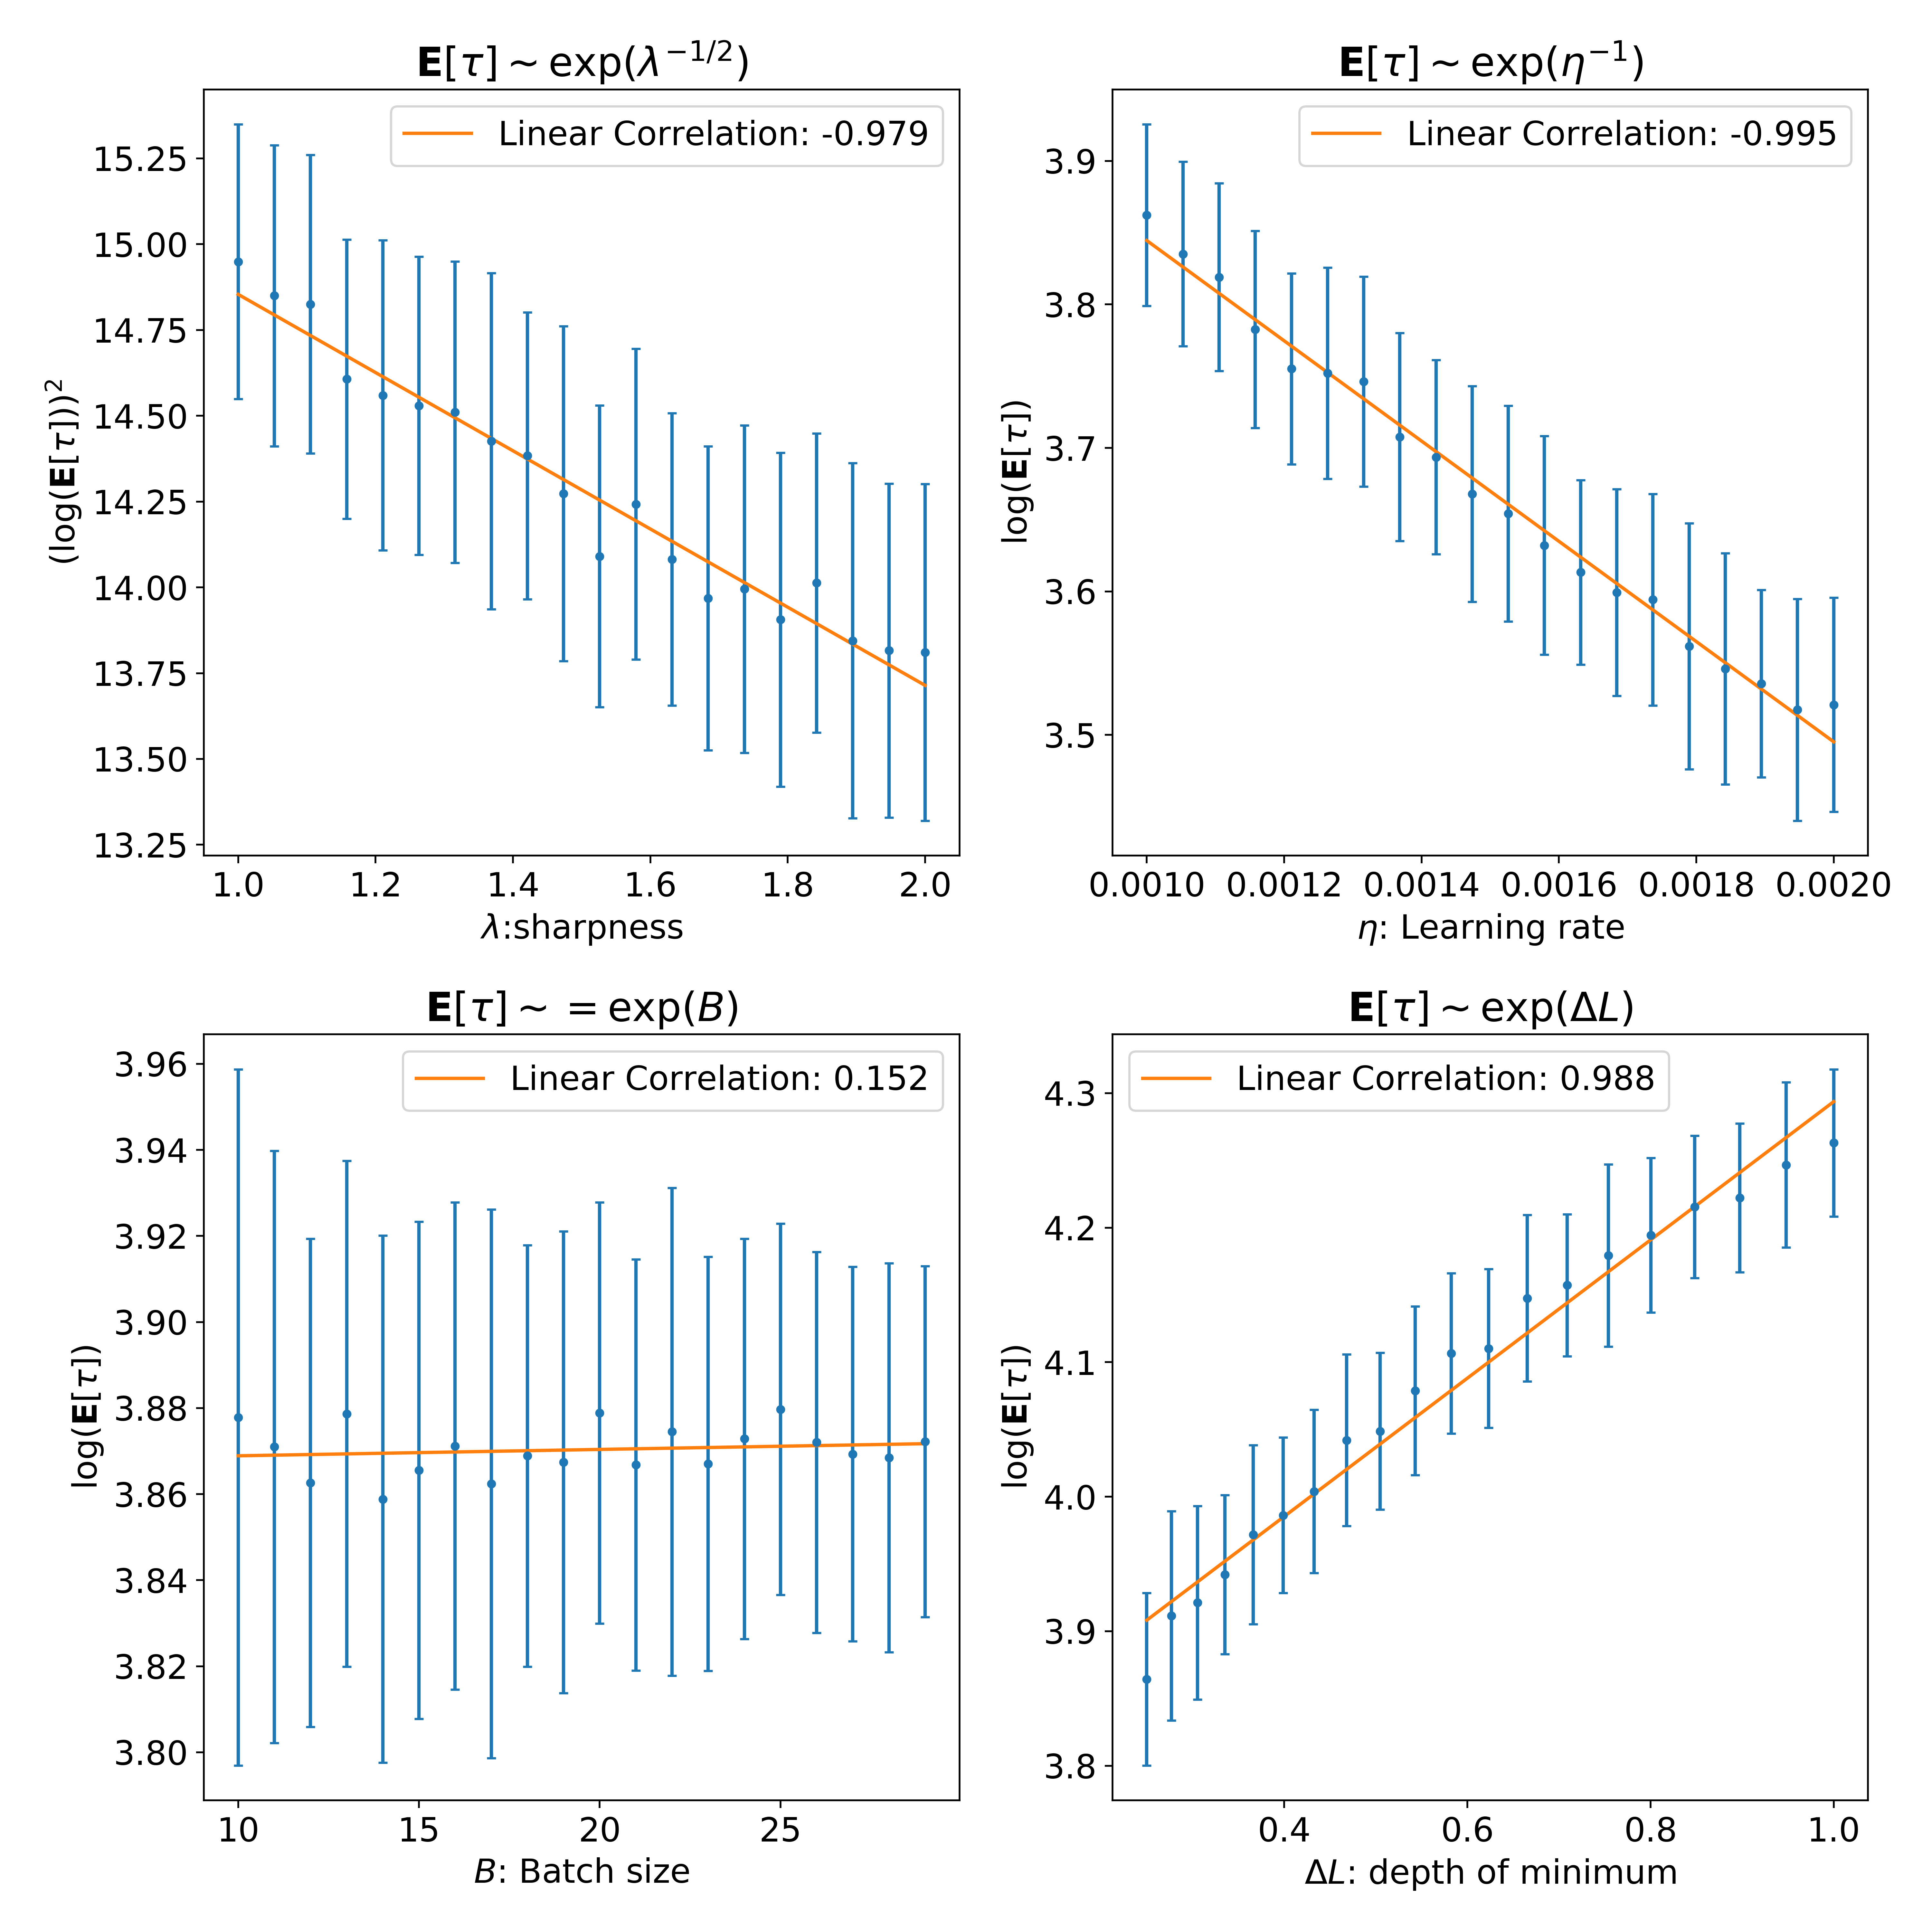 E[τ] ~ exp(λ^{-1/2})
Linear Correlation: -0.979
15.25
15.00
14.75
14.50
14.25
14.00
13.75
13.50
13.25
(log(E[τ]))²
1.0 1.2 1.4 1.6 1.8 2.0
λ:sharpness
E[τ] ~ exp(η^{-1})
Linear Correlation: -0.995
3.9
3.8
3.7
3.6
3.5
log(E[τ])
0.0010 0.0012 0.0014 0.0016 0.0018 0.0020
η: Learning rate
E[τ] ~ = exp(B)
Linear Correlation: 0.152
3.96
3.94
3.92
3.90
3.88
3.86
3.84
3.82
3.80
log(E[τ])
10 15 20 25
B: Batch size
E[τ] ~ exp(ΔL)
Linear Correlation: 0.988
4.3
4.2
4.1
4.0
3.9
3.8
log(E[τ])
0.4 0.6 0.8 1.0
ΔL: depth of minimum